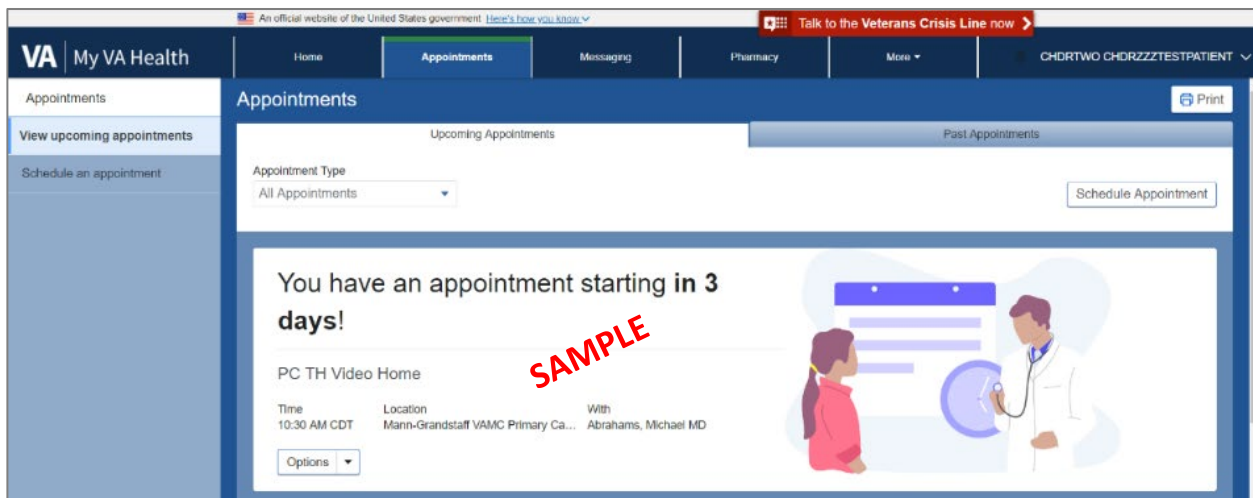 An official website of the United States government Here's how you know
Talk to the Veterans Crisis Line now
VA My VA Health
Home
Appointments
Messaging
Pharmacy
More
CHDRTWO CHDRZZZTESTPATIENT
Appointments
View upcoming appointments
Schedule an appointment
Appointments
Print
Upcoming Appointments
Past Appointments
Appointment Type
All Appointments
Schedule Appointment
You have an appointment starting in 3
days!
SAMPLE
PC TH Video Home
Time
Location
With
10:30 AM CDT
Mann-Grandstaff VAMC Primary Ca...
Abrahams, Michael MD
Options